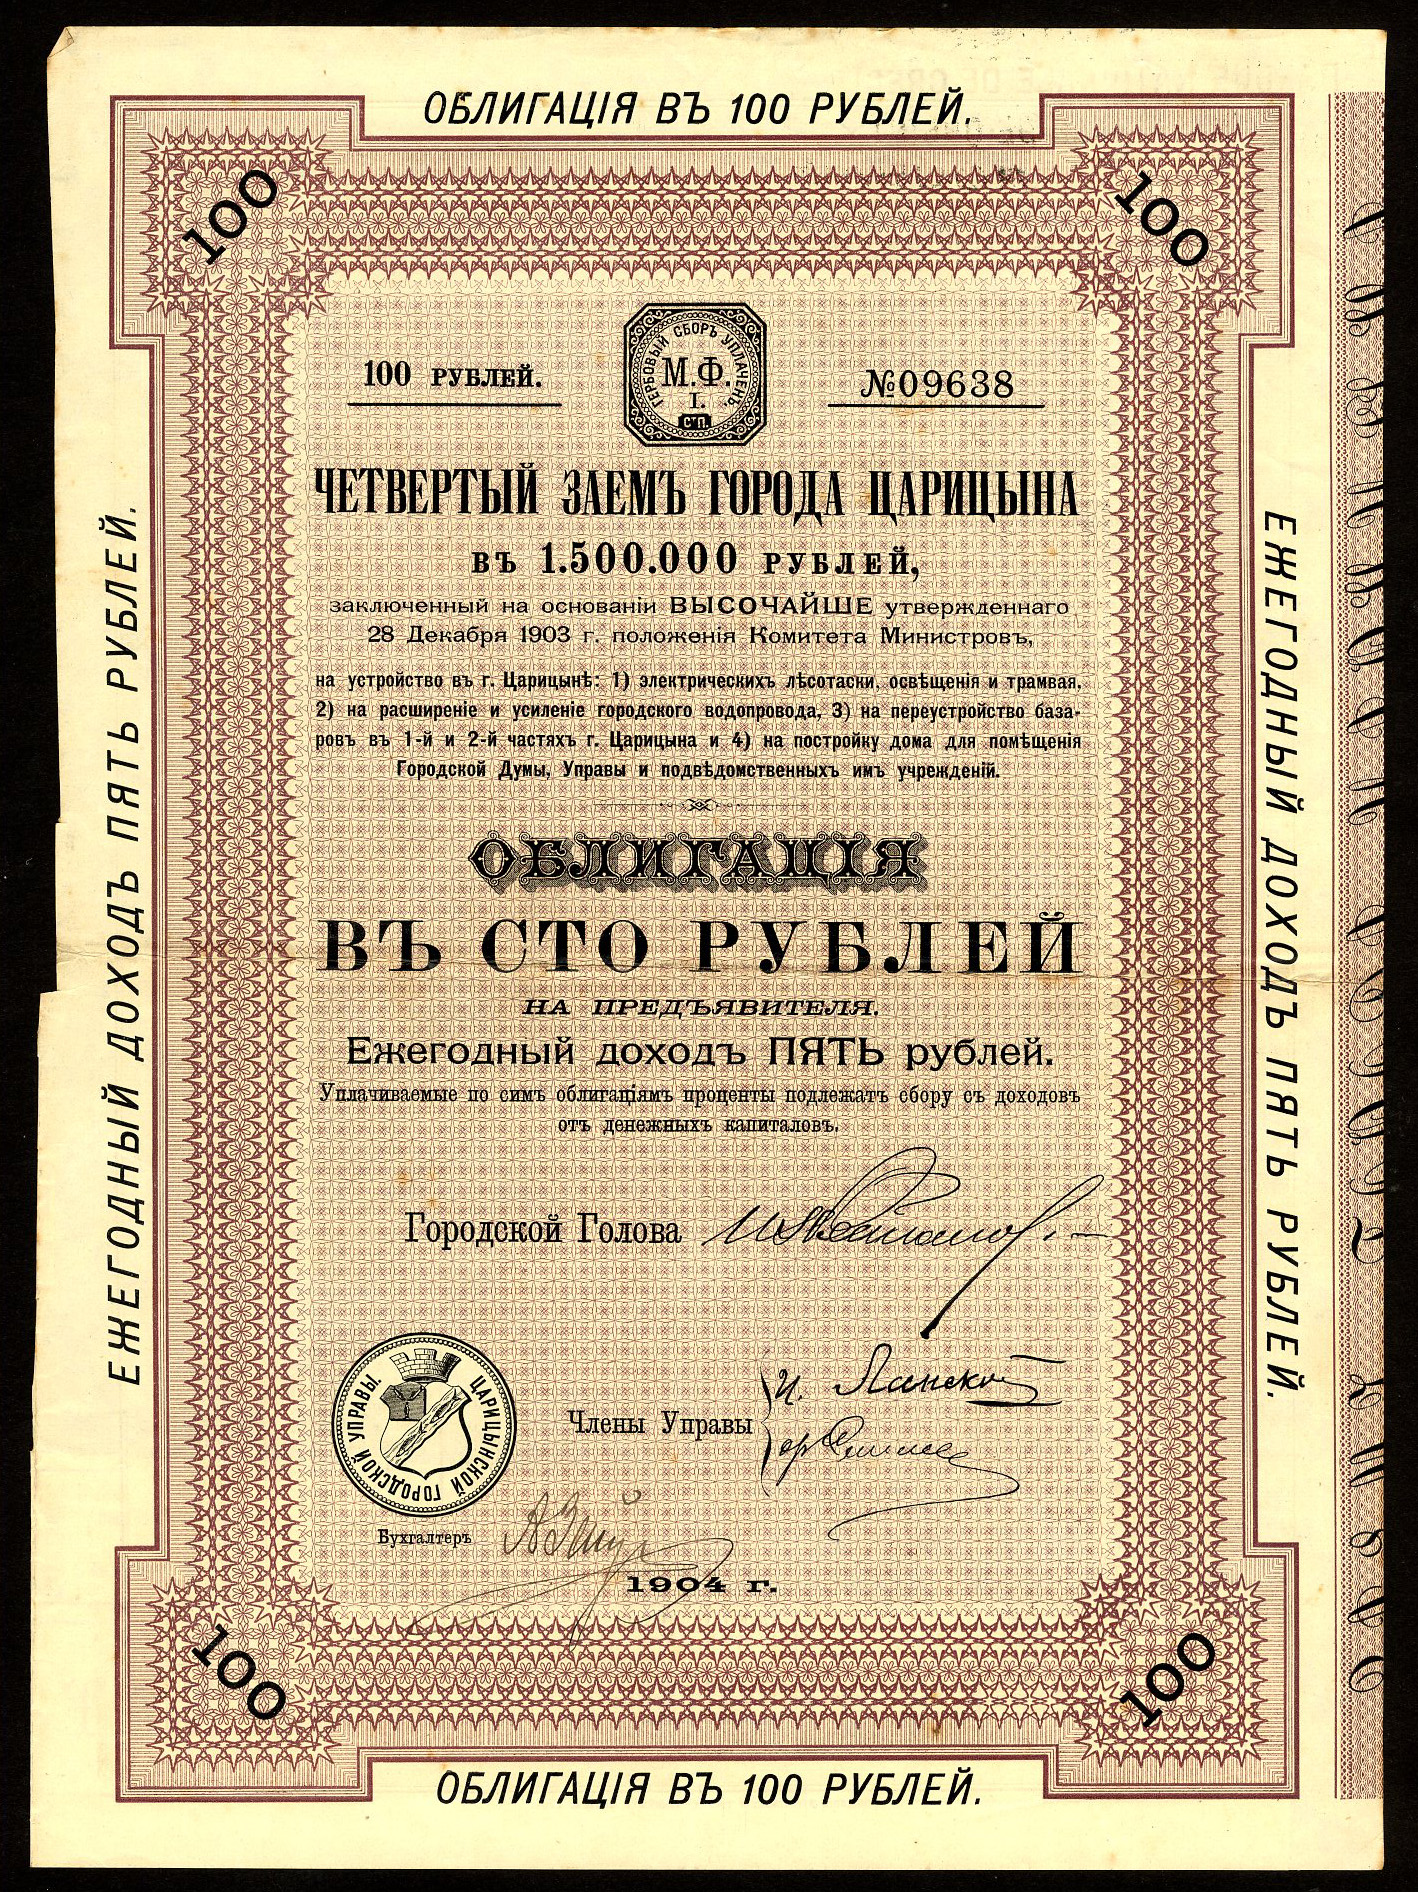 ОБЛИГАЦІЯ ВЪ 100 РУБЛЕЙ.
100
100
ГЕРБОВЫЙ СБОРЪ УПЛАЧЕНЪ.
М.Ф.
I.
СПП.
100 РУБЛЕЙ.
№09638
ЧЕТВЕРТЫЙ ЗАЕМЪ ГОРОДА ЦАРИЦЫНА
ВЪ 1.500.000 РУБЛЕЙ,
заключенный на основаніи ВЫСОЧАЙШЕ утвержденнаго
28 Декабря 1903 г. положенія Комитета Министровъ,
на устройство въ г. Царицынѣ: 1) электрическихъ лѣсотаски, освѣщенія и трамвая,
2) на расширеніе и усиленіе городского водопровода, 3) на переустройство база-
ровъ въ 1-й и 2-й частяхъ г. Царицына и 4) на постройку дома для помѣщенія
Городской Думы, Управы и подвѣдомственныхъ имъ учрежденій.
ОБЛИГАЦІЯ
ВЪ СТО РУБЛЕЙ
НА ПРЕДЪЯВИТЕЛЯ.
Ежегодный доходъ ПЯТЬ рублей.
Уплачиваемые по симъ облигаціямъ проценты подлежатъ сбору съ доходовъ
отъ денежныхъ капиталовъ.
Городской Голова
Члены Управы
И. Лански
ЦАРИЦЫНСКОЙ ГОРОДСКОЙ УПРАВЫ.
Бухгалтеръ
1904 г.
100
100
ОБЛИГАЦІЯ ВЪ 100 РУБЛЕЙ.
ЕЖЕГОДНЫЙ ДОХОДЪ ПЯТЬ РУБЛЕЙ.
ЕЖЕГОДНЫЙ ДОХОДЪ ПЯТЬ РУБЛЕЙ.